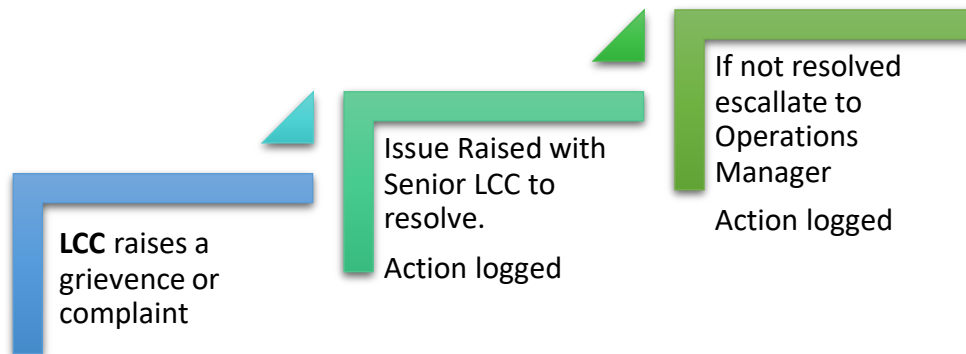 LCC raises a
grievence or
complaint
Issue Raised with
Senior LCC to
resolve.
Action logged
If not resolved
escallate to
Operations
Manager
Action logged